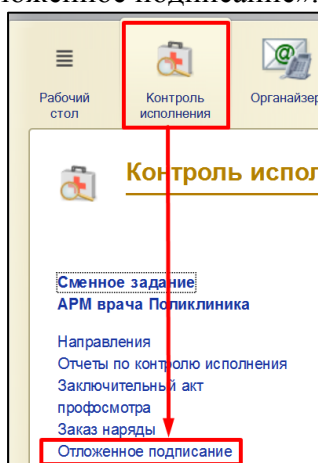 ложенное подписание».
Рабочий стол
Контроль исполнения
Органайзер
Контроль испол
Сменное задание
АРМ врача Поликлиника
Направления
Отчеты по контролю исполнения
Заключительный акт
профосмотра
Заказ наряды
Отложенное подписание